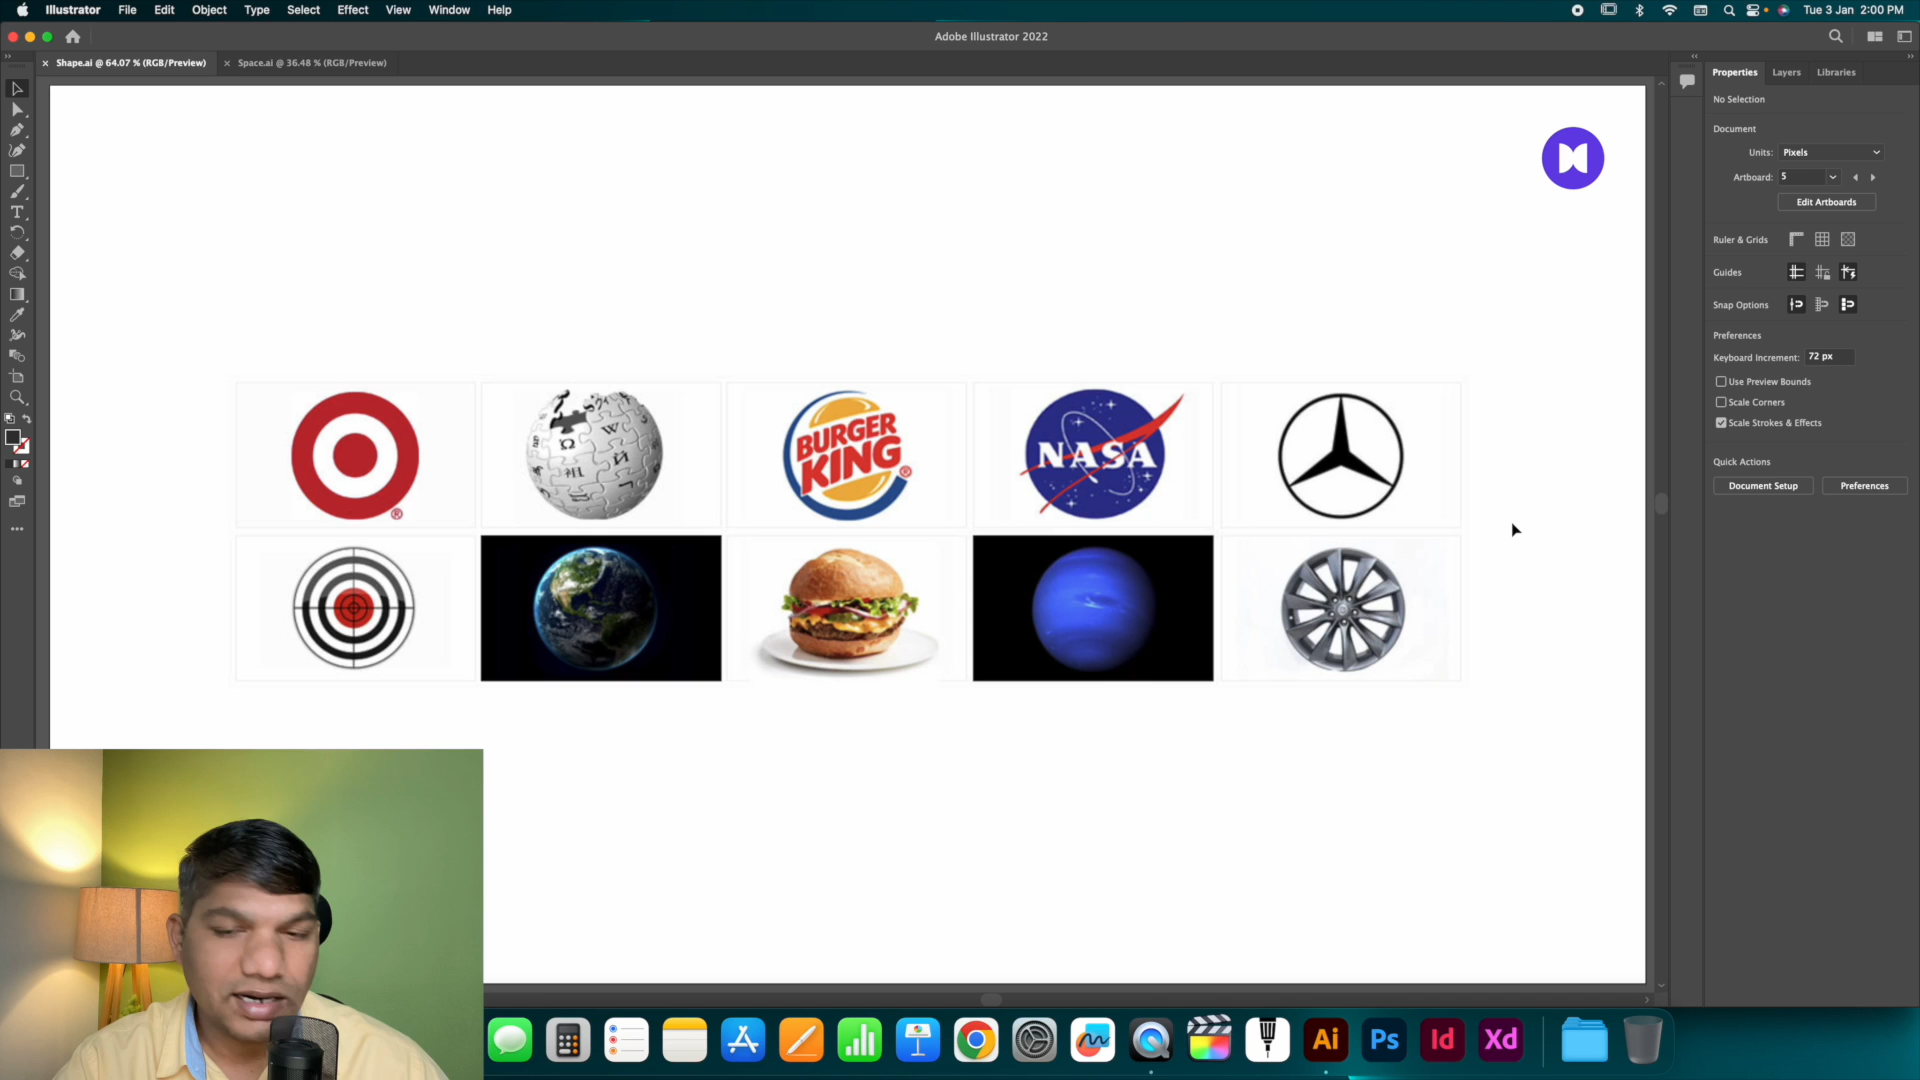 Illustrator File Edit Object Type Select Effect View Window Help
Tue 3 Jan 2:00 PM
Adobe Illustrator 2022
Shape.ai @ 64.07 % (RGB/Preview)
Space.ai @ 36.48 % (RGB/Preview)
Properties Layers Libraries
No Selection
Document
Units: Pixels
Artboard: 5
Edit Artboards
Ruler & Grids
Guides
Snap Options
Preferences
Keyboard Increment: 72 px
Use Preview Bounds
Scale Corners
Scale Strokes & Effects
Quick Actions
Document Setup Preferences
®
Ω W
祖 Й
BURGER
KING®
NASA
Ai Ps Id Xd